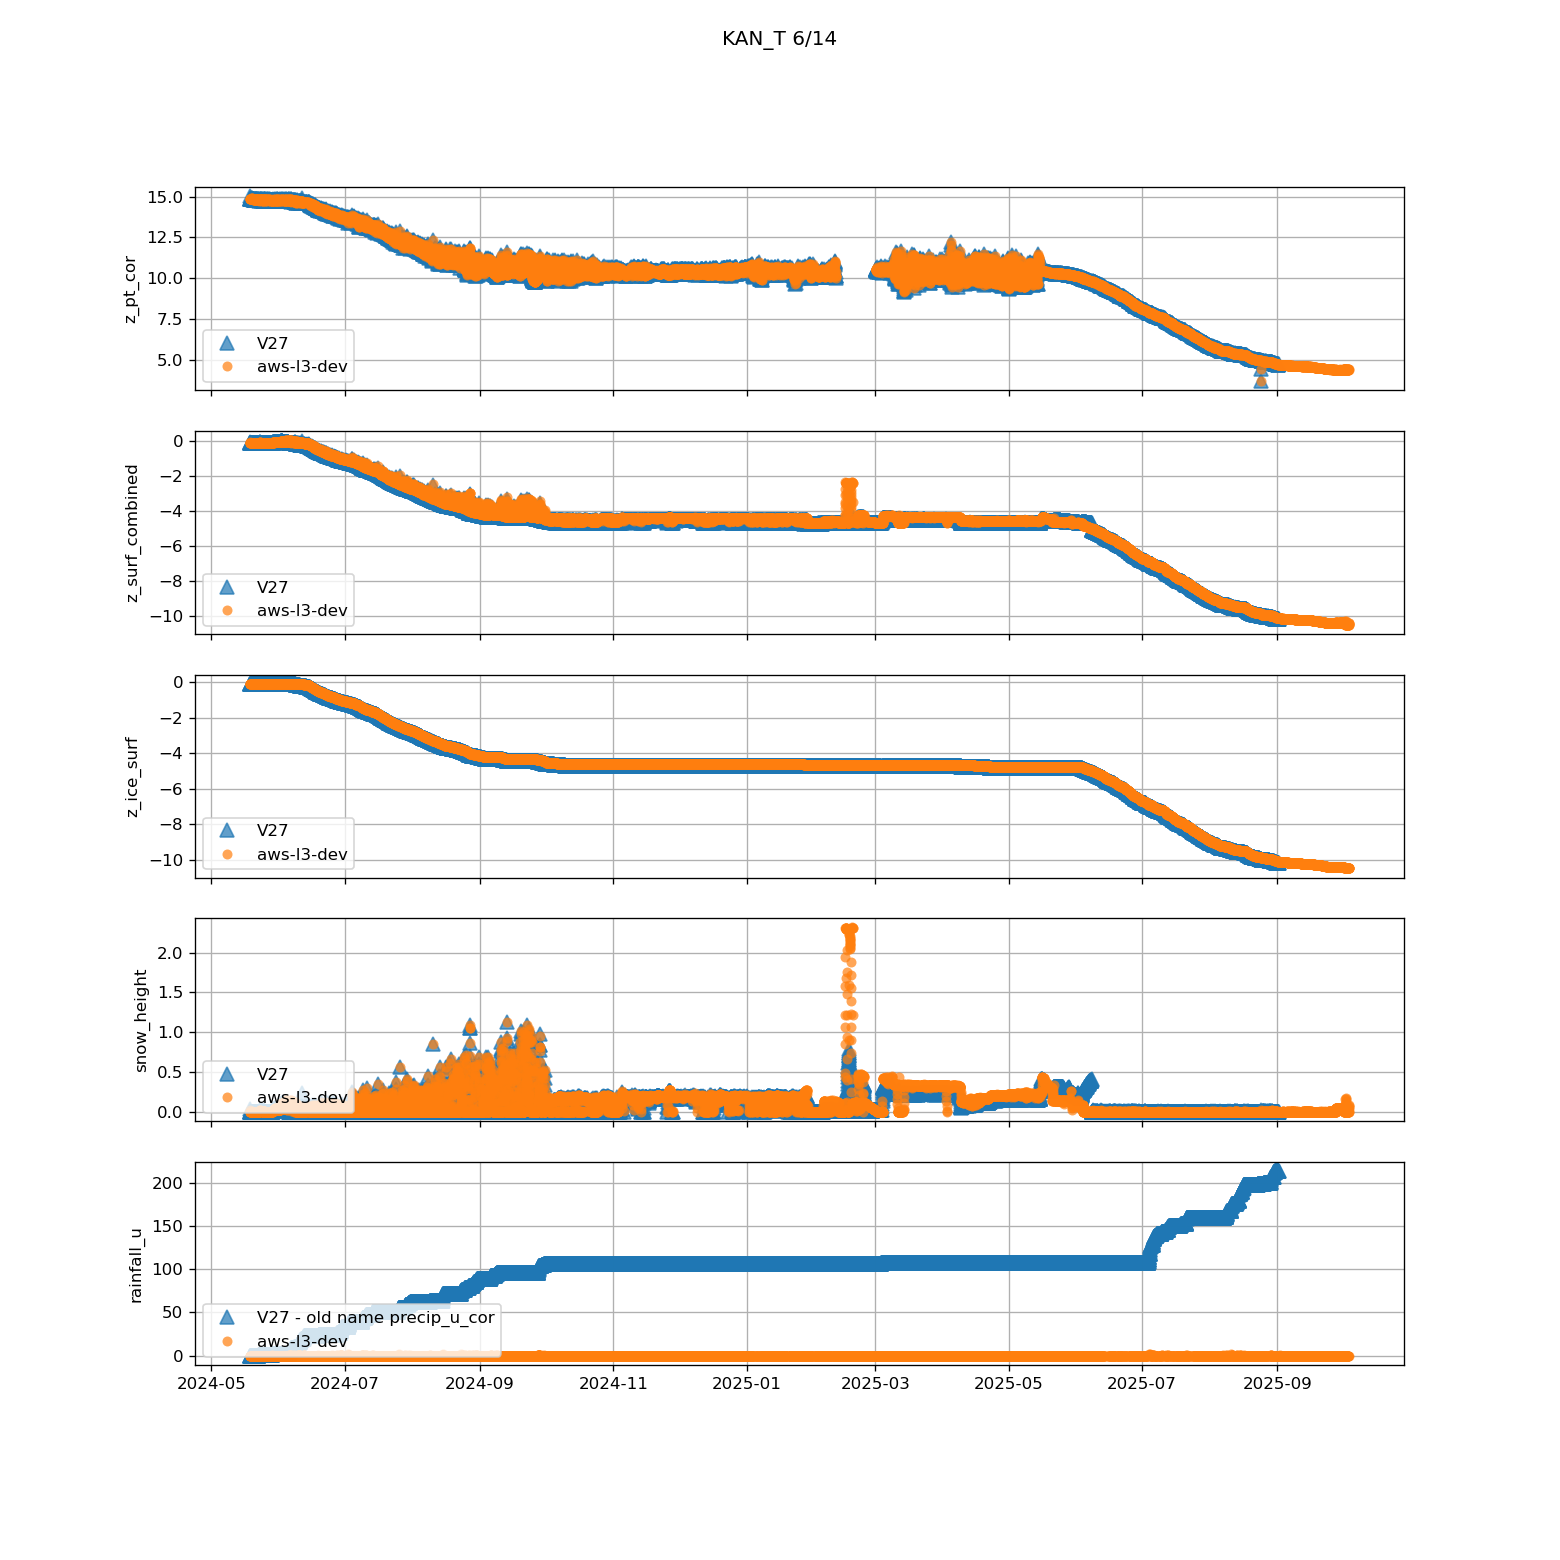 KAN_T 6/14
z_pt_cor
15.0
12.5
10.0
7.5
5.0
V27
aws-l3-dev
z_surf_combined
0
−2
−4
−6
−8
−10
V27
aws-l3-dev
z_ice_surf
0
−2
−4
−6
−8
−10
V27
aws-l3-dev
snow_height
2.0
1.5
1.0
0.5
0.0
V27
aws-l3-dev
rainfall_u
200
150
100
50
0
V27 - old name precip_u_cor
aws-l3-dev
2024-05 2024-07 2024-09 2024-11 2025-01 2025-03 2025-05 2025-07 2025-09